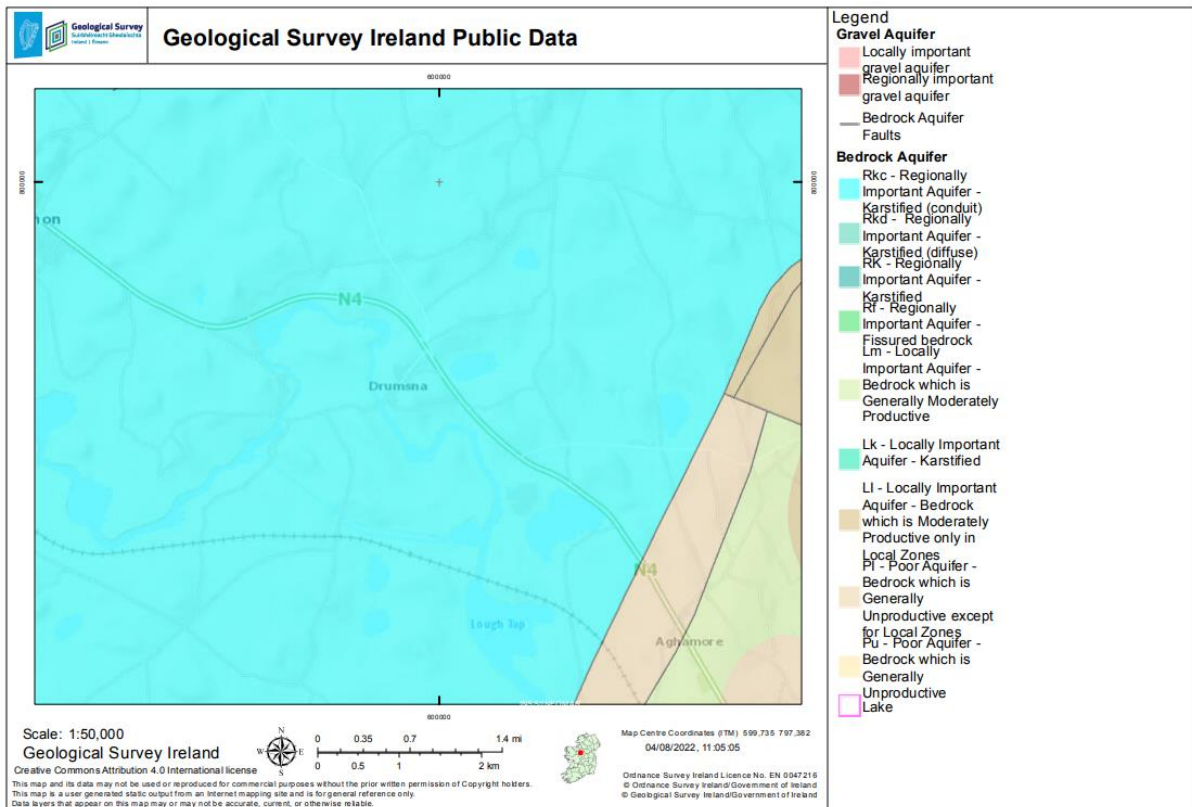 Geological Survey
Suirbhéireacht Gheolaíochta
Ireland | Éireann
Geological Survey Ireland Public Data
600000
800000
800000
N4
Drumsna
N4
Lough Tap
Aghamore
600000
Legend
Gravel Aquifer
Locally important
gravel aquifer
Regionally important
gravel aquifer
Bedrock Aquifer
Faults
Bedrock Aquifer
Rkc - Regionally
Important Aquifer -
Karstified (conduit)
Rkd - Regionally
Important Aquifer -
Karstified (diffuse)
RK - Regionally
Important Aquifer -
Karstified
Rf - Regionally
Important Aquifer -
Fissured bedrock
Lm - Locally
Important Aquifer -
Bedrock which is
Generally Moderately
Productive
Lk - Locally Important
Aquifer - Karstified
Ll - Locally Important
Aquifer - Bedrock
which is Moderately
Productive only in
Local Zones
Pl - Poor Aquifer -
Bedrock which is
Generally
Unproductive except
for Local Zones
Pu - Poor Aquifer -
Bedrock which is
Generally
Unproductive
Lake
Scale: 1:50,000
Geological Survey Ireland
Creative Commons Attribution 4.0 International license
This map and its data may not be used or reproduced for commercial purposes without the prior written permission of Copyright holders.
This map is a user generated static output from an Internet mapping site and is for general reference only.
Data layers that appear on this map may or may not be accurate, current, or otherwise reliable.
N
W E
S
0 0.35 0.7 1.4 mi
0 0.5 1 2 km
Map Centre Coordinates (ITM) 599,735 797,382
04/08/2022, 11:05:05
Ordnance Survey Ireland Licence No. EN 0047216
© Ordnance Survey Ireland/Government of Ireland
© Geological Survey Ireland/Government of Ireland